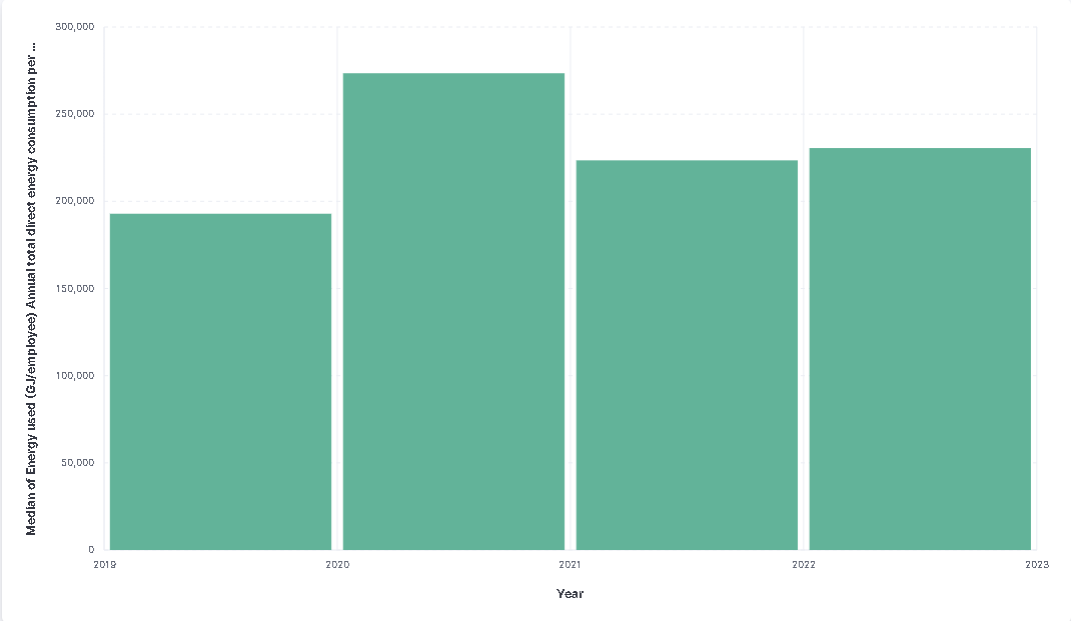 Median of Energy used (GJ/employee) Annual total direct energy consumption per ...
300,000
250,000
200,000
150,000
100,000
50,000
0
2019 2020 2021 2022 2023
Year